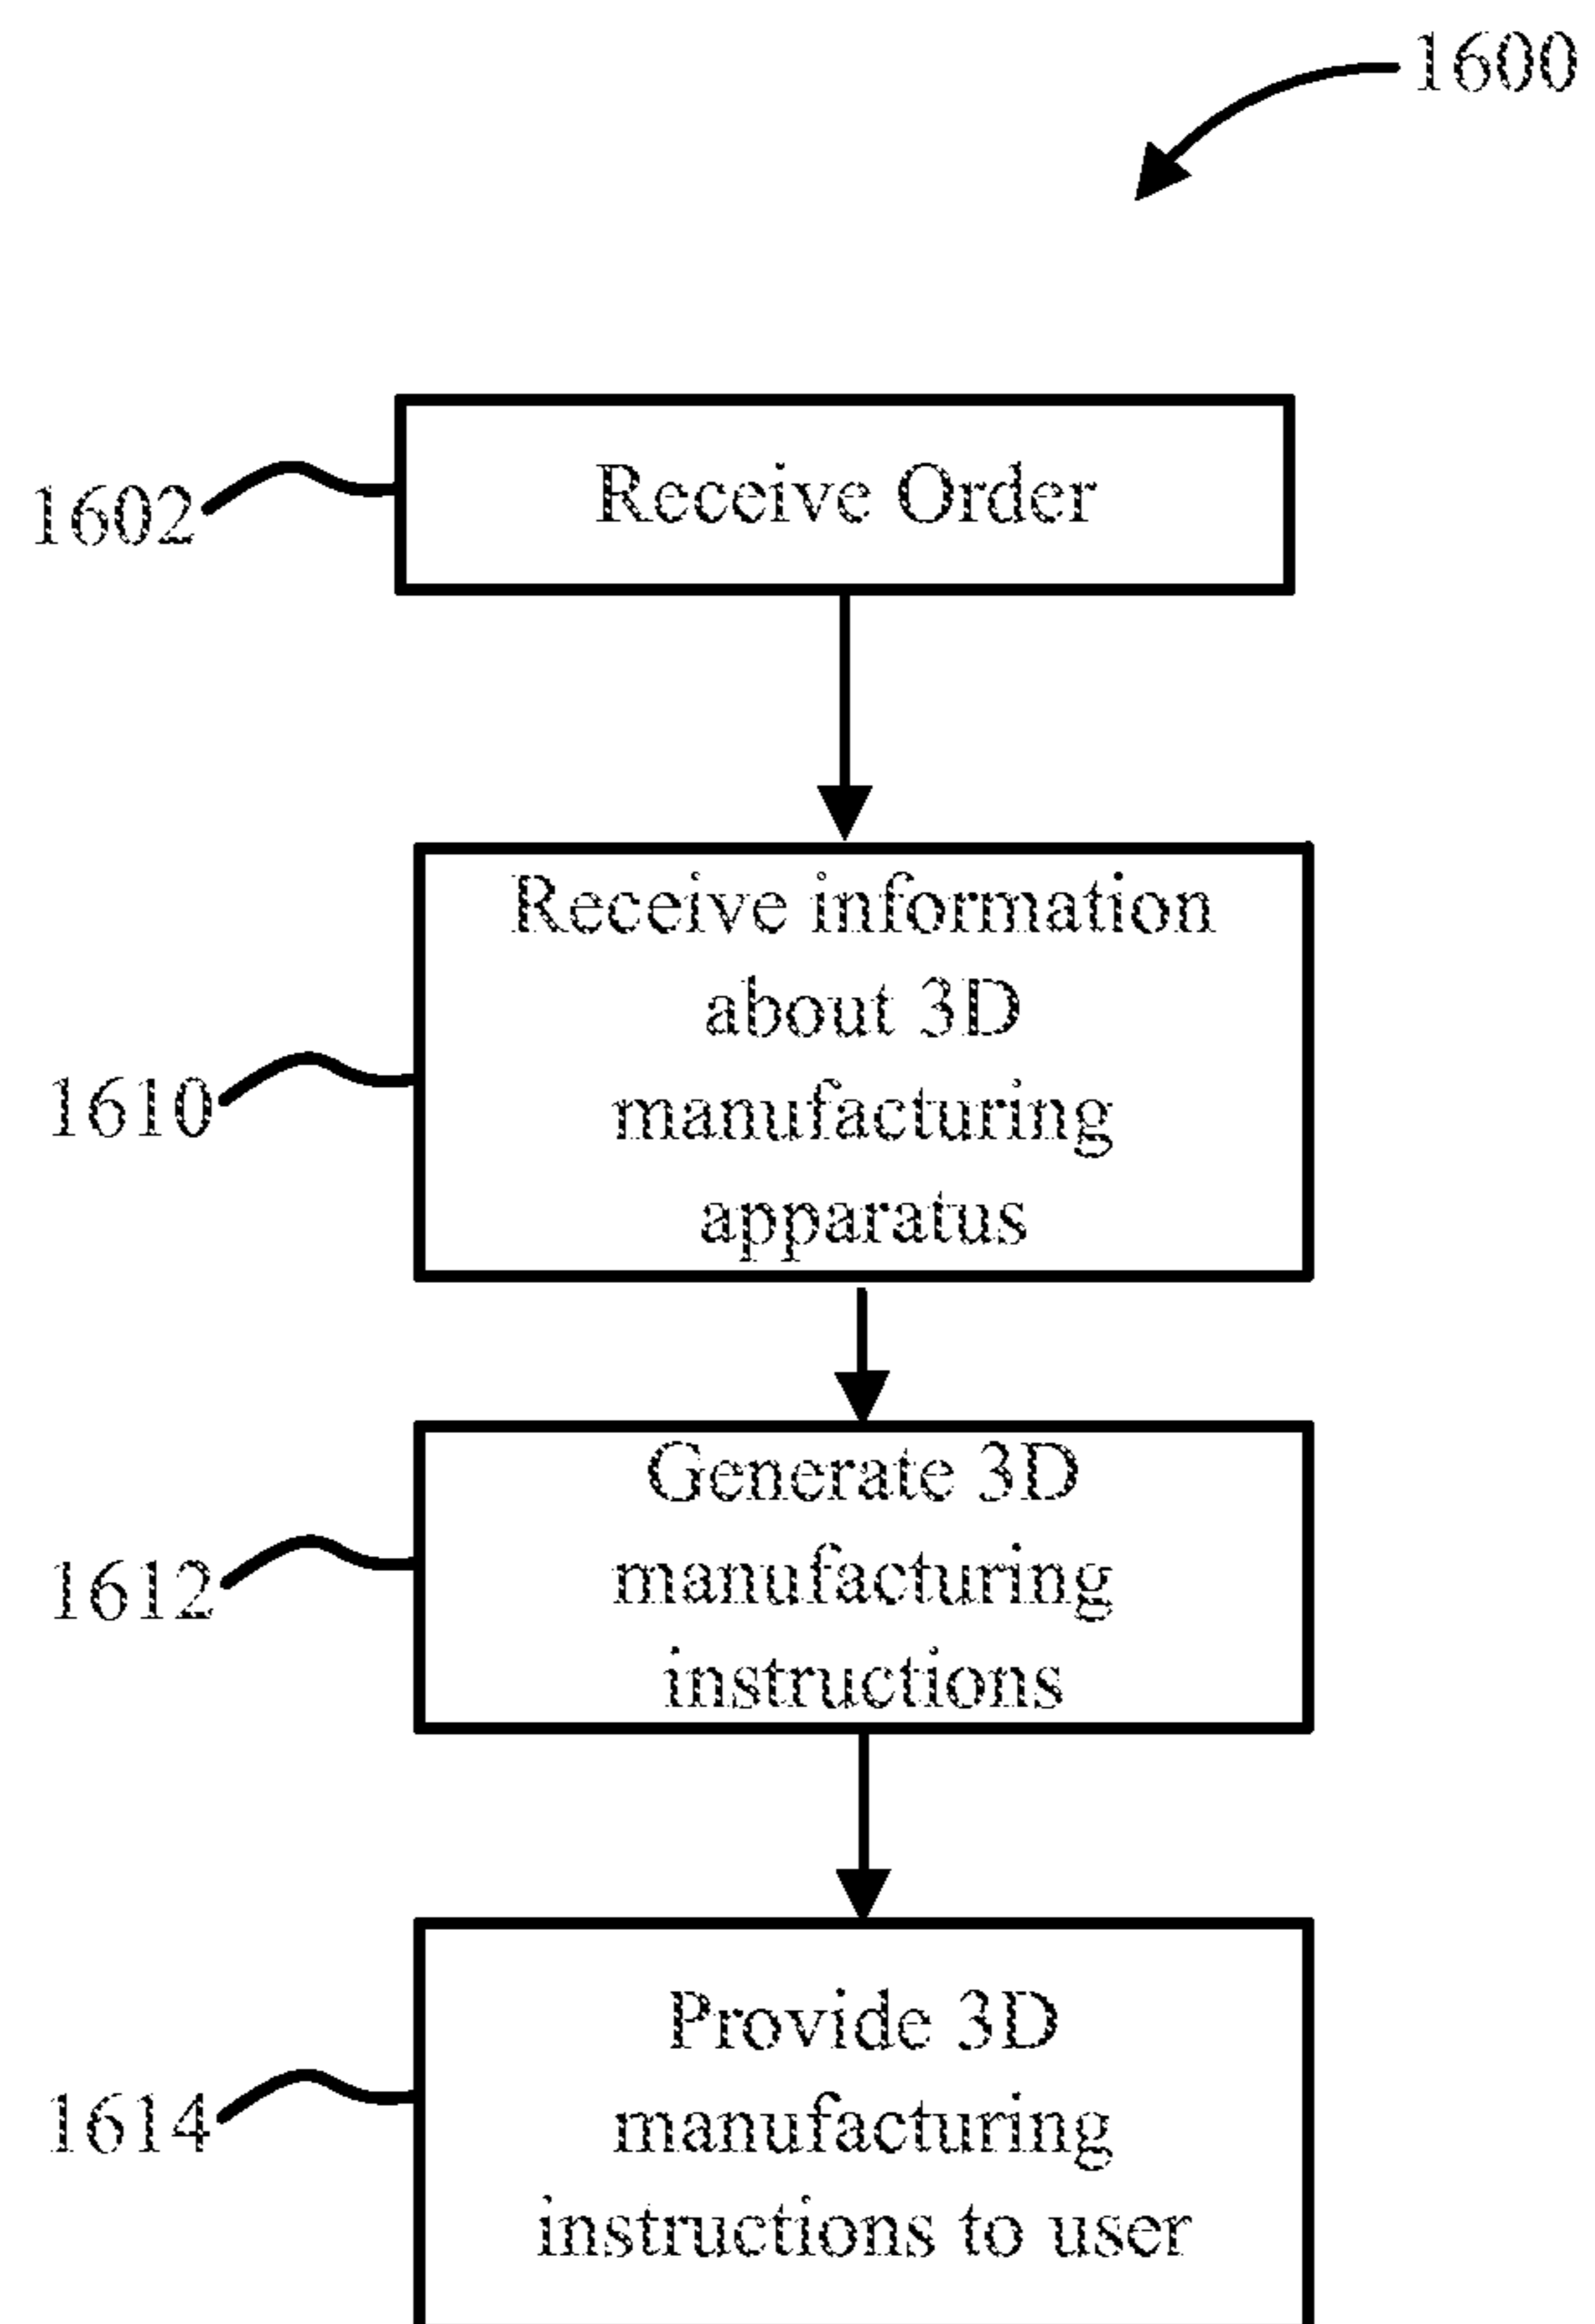 1600
1602
Receive Order
Receive information
about 3D
manufacturing
apparatus
1610
Generate 3D
manufacturing
instructions
1612
Provide 3D
manufacturing
instructions to user
1614